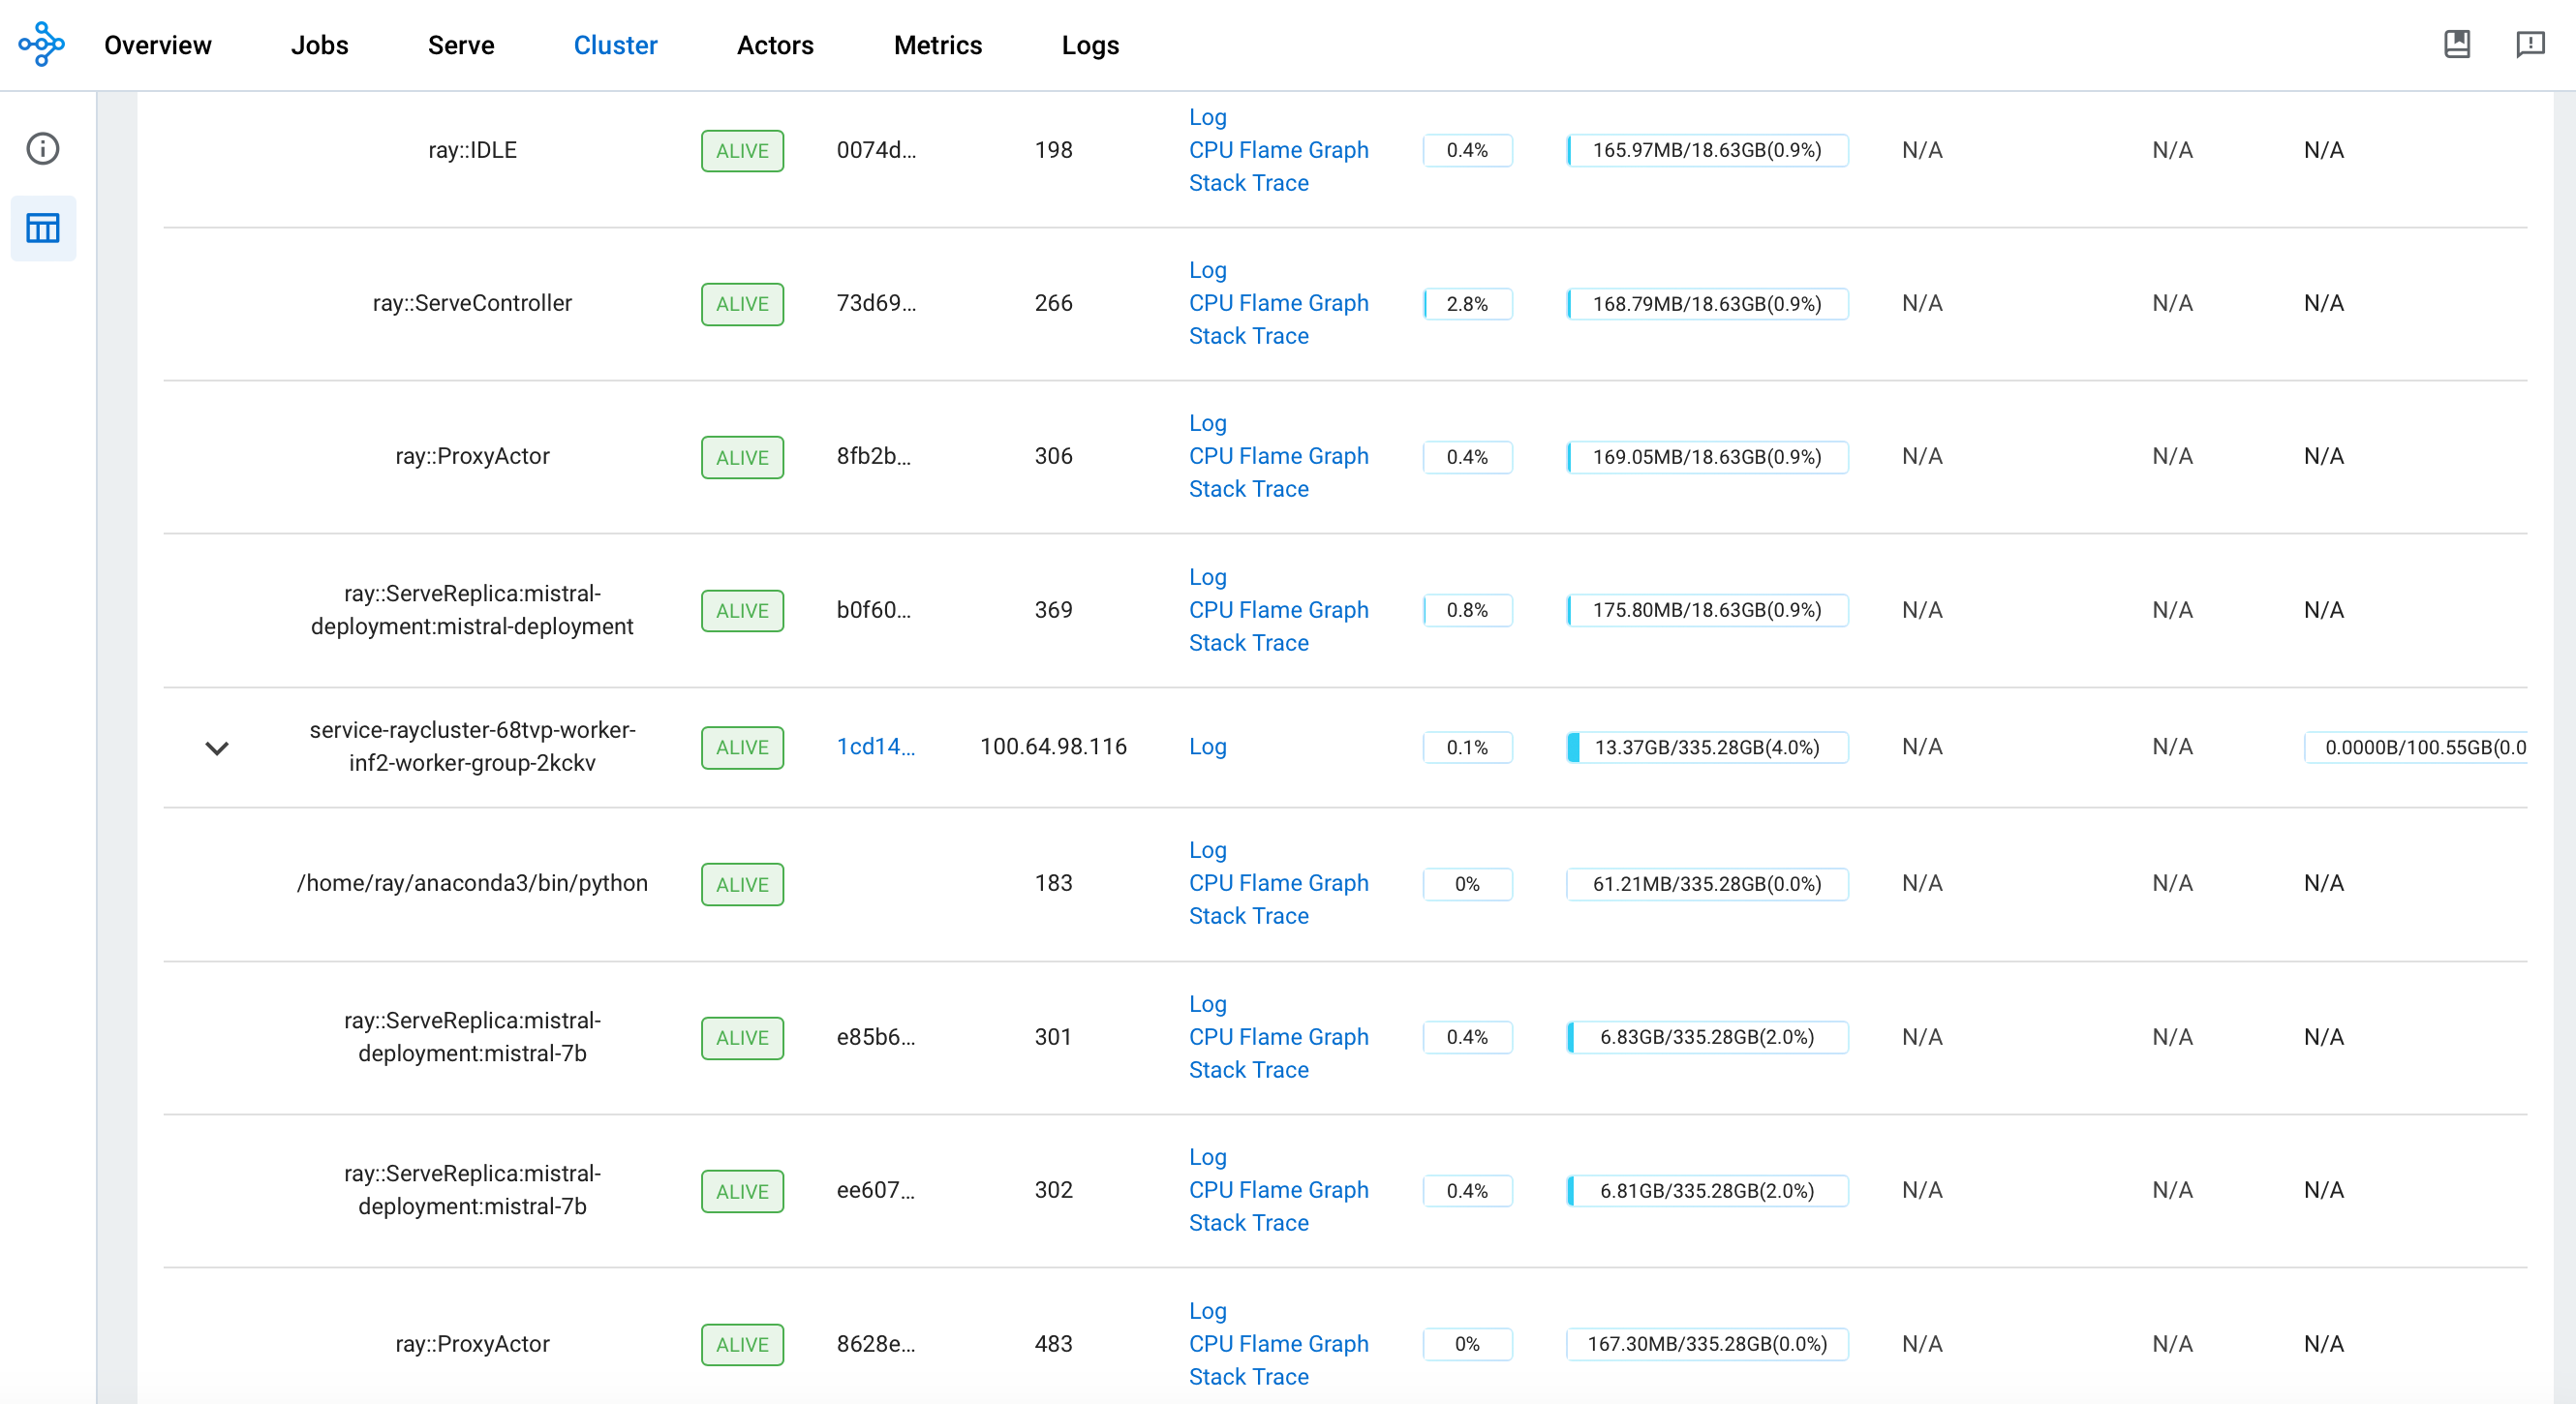 Overview Jobs Serve Cluster Actors Metrics Logs
Log
ray::IDLE ALIVE 0074d... 198 CPU Flame Graph 0.4% 165.97MB/18.63GB(0.9%) N/A N/A N/A
Stack Trace
Log
ray::ServeController ALIVE 73d69... 266 CPU Flame Graph 2.8% 168.79MB/18.63GB(0.9%) N/A N/A N/A
Stack Trace
Log
ray::ProxyActor ALIVE 8fb2b... 306 CPU Flame Graph 0.4% 169.05MB/18.63GB(0.9%) N/A N/A N/A
Stack Trace
Log
ray::ServeReplica:mistral-
deployment:mistral-deployment ALIVE b0f60... 369 CPU Flame Graph 0.8% 175.80MB/18.63GB(0.9%) N/A N/A N/A
Stack Trace
service-raycluster-68tvp-worker-
inf2-worker-group-2kckv ALIVE 1cd14... 100.64.98.116 Log 0.1% 13.37GB/335.28GB(4.0%) N/A N/A 0.0000B/100.55GB(0.0
Log
/home/ray/anaconda3/bin/python ALIVE 183 CPU Flame Graph 0% 61.21MB/335.28GB(0.0%) N/A N/A N/A
Stack Trace
Log
ray::ServeReplica:mistral-
deployment:mistral-7b ALIVE e85b6... 301 CPU Flame Graph 0.4% 6.83GB/335.28GB(2.0%) N/A N/A N/A
Stack Trace
Log
ray::ServeReplica:mistral-
deployment:mistral-7b ALIVE ee607... 302 CPU Flame Graph 0.4% 6.81GB/335.28GB(2.0%) N/A N/A N/A
Stack Trace
Log
ray::ProxyActor ALIVE 8628e... 483 CPU Flame Graph 0% 167.30MB/335.28GB(0.0%) N/A N/A N/A
Stack Trace